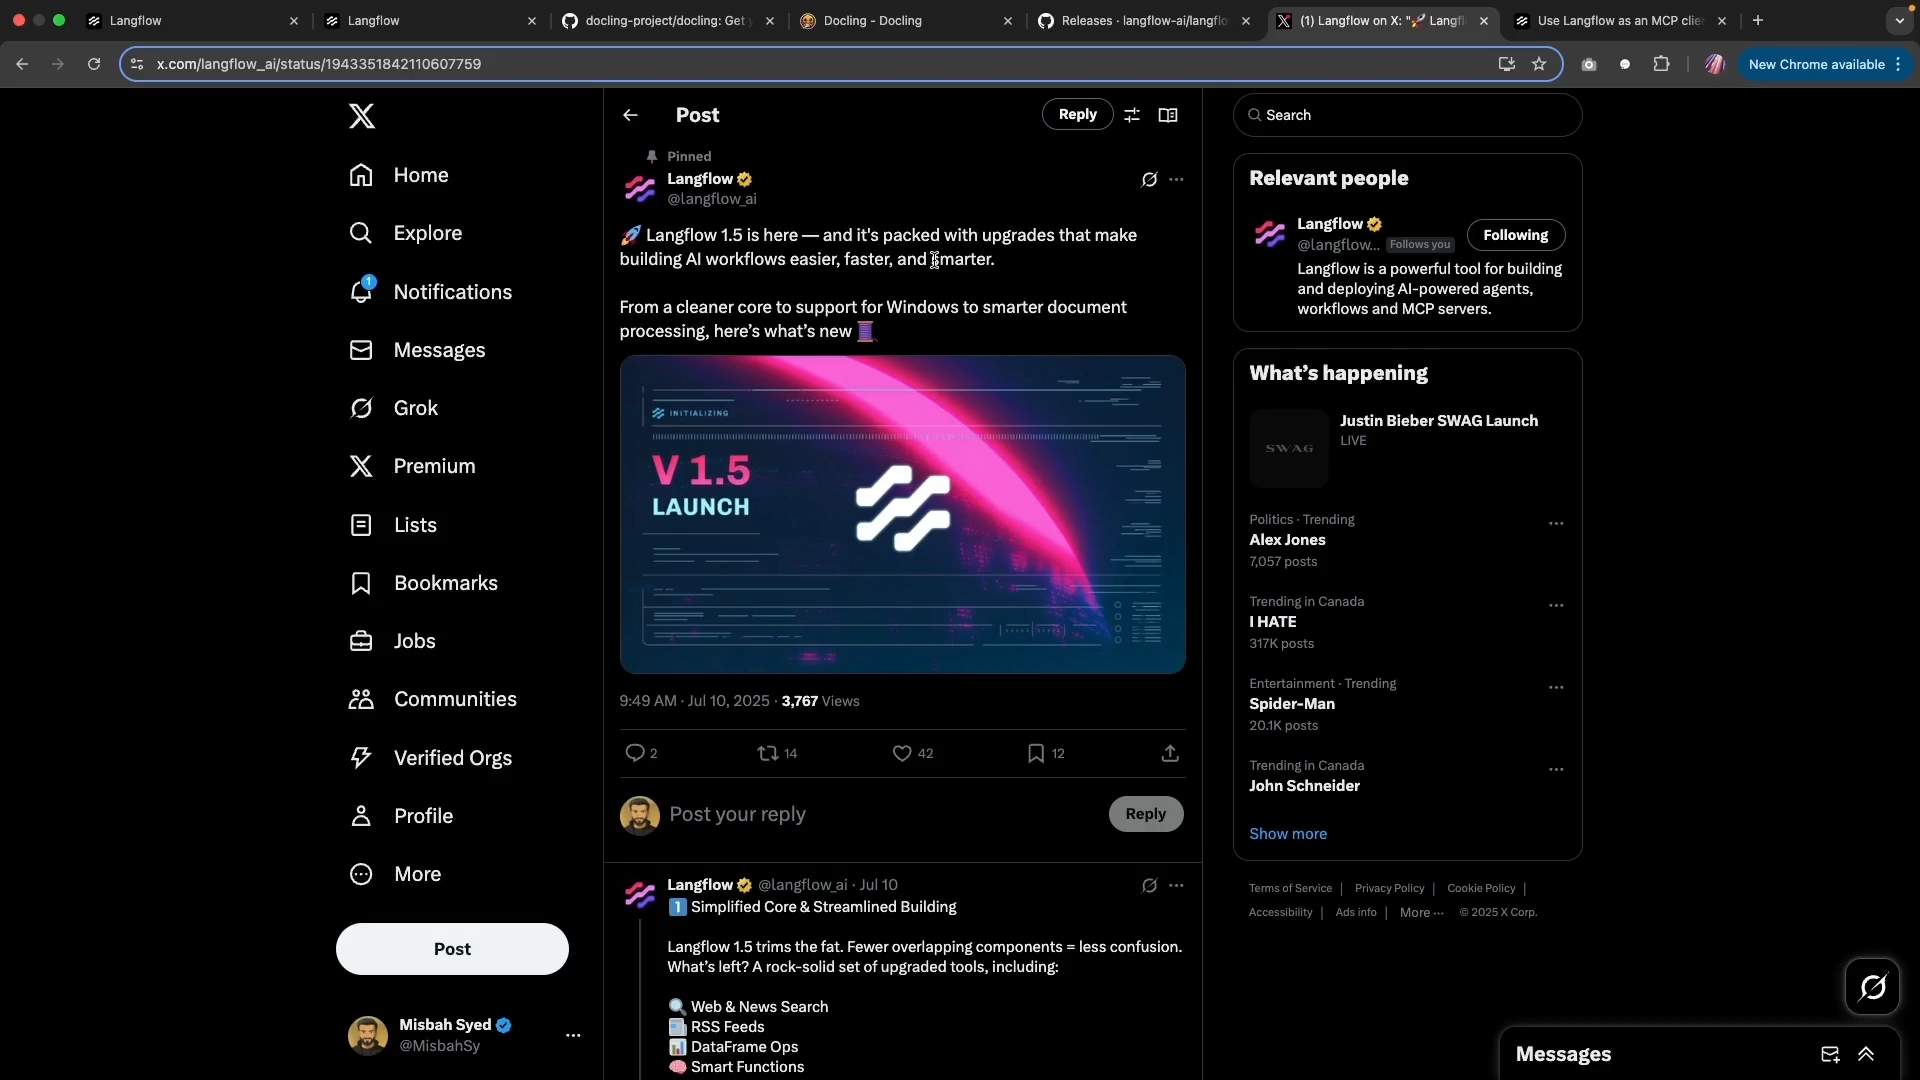 Langflow
Langflow
docling-project/docling: Get y
Docling - Docling
Releases · langflow-ai/langflo
(1) Langflow on X: "🚀 Langfl
Use Langflow as an MCP clie
x.com/langflow_ai/status/1943351842110607759
New Chrome available
Home
Explore
1
Notifications
Messages
Grok
Premium
Lists
Bookmarks
Jobs
Communities
Verified Orgs
Profile
More
Post
Misbah Syed
@MisbahSy
Post
Reply
Pinned
Langflow
@langflow_ai
🚀 Langflow 1.5 is here — and it's packed with upgrades that make
building AI workflows easier, faster, and smarter.
From a cleaner core to support for Windows to smarter document
processing, here's what's new 🧵
INITIALIZING
V 1.5
LAUNCH
9:49 AM · Jul 10, 2025 · 3,767 Views
2
14
42
12
Post your reply
Reply
Langflow @langflow_ai · Jul 10
1️⃣ Simplified Core & Streamlined Building
Langflow 1.5 trims the fat. Fewer overlapping components = less confusion.
What's left? A rock-solid set of upgraded tools, including:
🔍 Web & News Search
📰 RSS Feeds
📊 DataFrame Ops
🧠 Smart Functions
Search
Relevant people
Langflow
@langflow... Follows you
Following
Langflow is a powerful tool for building
and deploying AI-powered agents,
workflows and MCP servers.
What's happening
SWAG
Justin Bieber SWAG Launch
LIVE
Politics · Trending
Alex Jones
7,057 posts
Trending in Canada
I HATE
317K posts
Entertainment · Trending
Spider-Man
20.1K posts
Trending in Canada
John Schneider
Show more
Terms of Service | Privacy Policy | Cookie Policy |
Accessibility | Ads info | More ··· © 2025 X Corp.
Messages